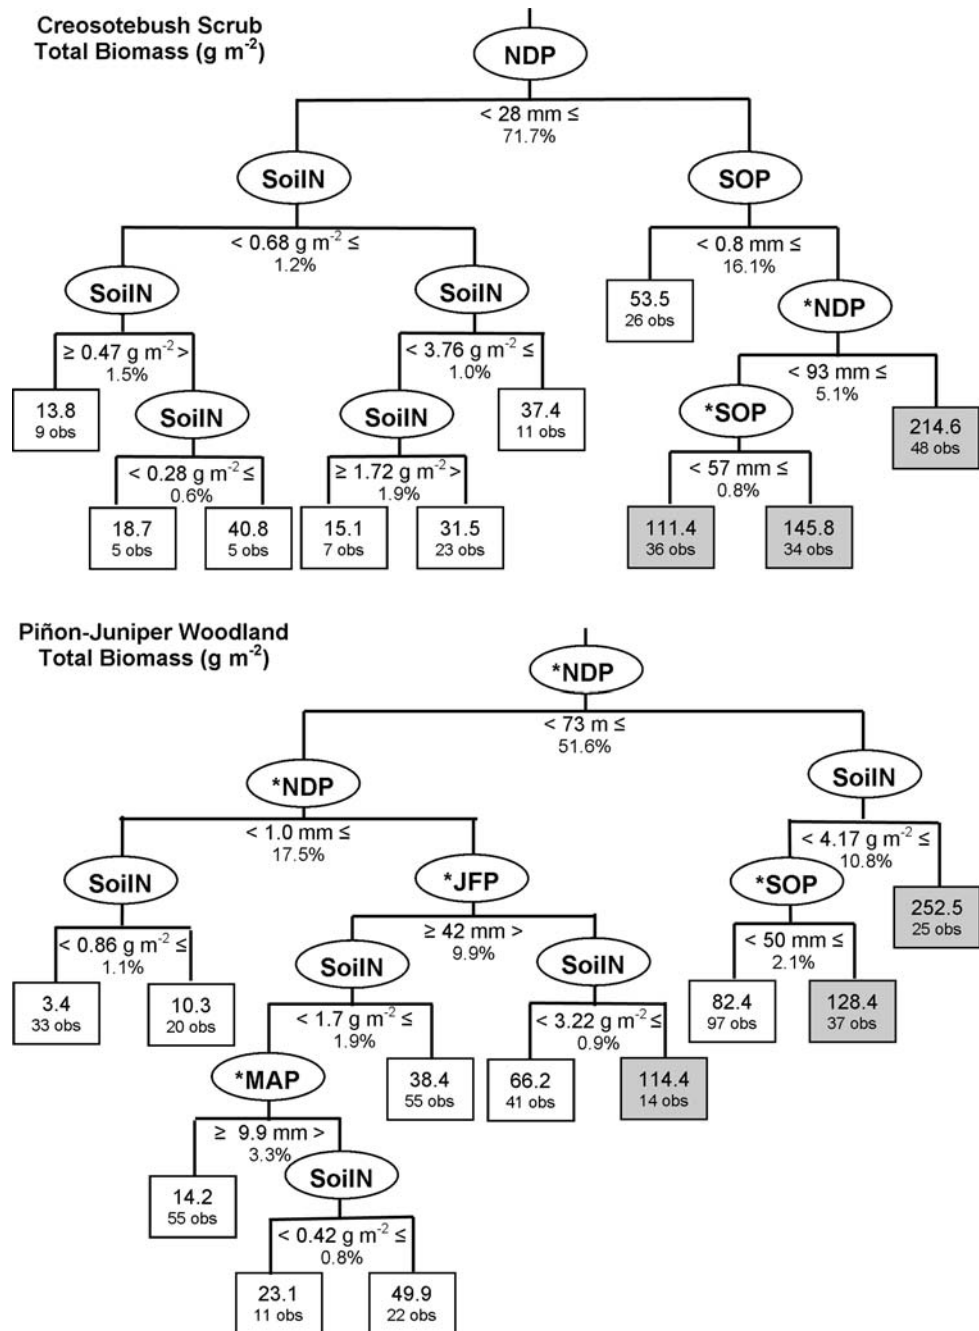 Creosotebush Scrub
Total Biomass (g m⁻²)
NDP
< 28 mm ≤
71.7%
SoilN
SOP
< 0.68 g m⁻² ≤
1.2%
< 0.8 mm ≤
16.1%
SoilN
SoilN
53.5
26 obs
*NDP
≥ 0.47 g m⁻² >
1.5%
< 3.76 g m⁻² ≤
1.0%
< 93 mm ≤
5.1%
13.8
9 obs
SoilN
SoilN
37.4
11 obs
*SOP
214.6
48 obs
< 0.28 g m⁻² ≤
0.6%
≥ 1.72 g m⁻² >
1.9%
< 57 mm ≤
0.8%
18.7
5 obs
40.8
5 obs
15.1
7 obs
31.5
23 obs
111.4
36 obs
145.8
34 obs
Piñon-Juniper Woodland
Total Biomass (g m⁻²)
*NDP
< 73 m ≤
51.6%
*NDP
SoilN
< 1.0 mm ≤
17.5%
< 4.17 g m⁻² ≤
10.8%
SoilN
*JFP
*SOP
252.5
25 obs
< 0.86 g m⁻² ≤
1.1%
≥ 42 mm >
9.9%
< 50 mm ≤
2.1%
3.4
33 obs
10.3
20 obs
SoilN
SoilN
82.4
97 obs
128.4
37 obs
< 1.7 g m⁻² ≤
1.9%
< 3.22 g m⁻² ≤
0.9%
*MAP
38.4
55 obs
66.2
41 obs
114.4
14 obs
≥ 9.9 mm >
3.3%
14.2
55 obs
SoilN
< 0.42 g m⁻² ≤
0.8%
23.1
11 obs
49.9
22 obs